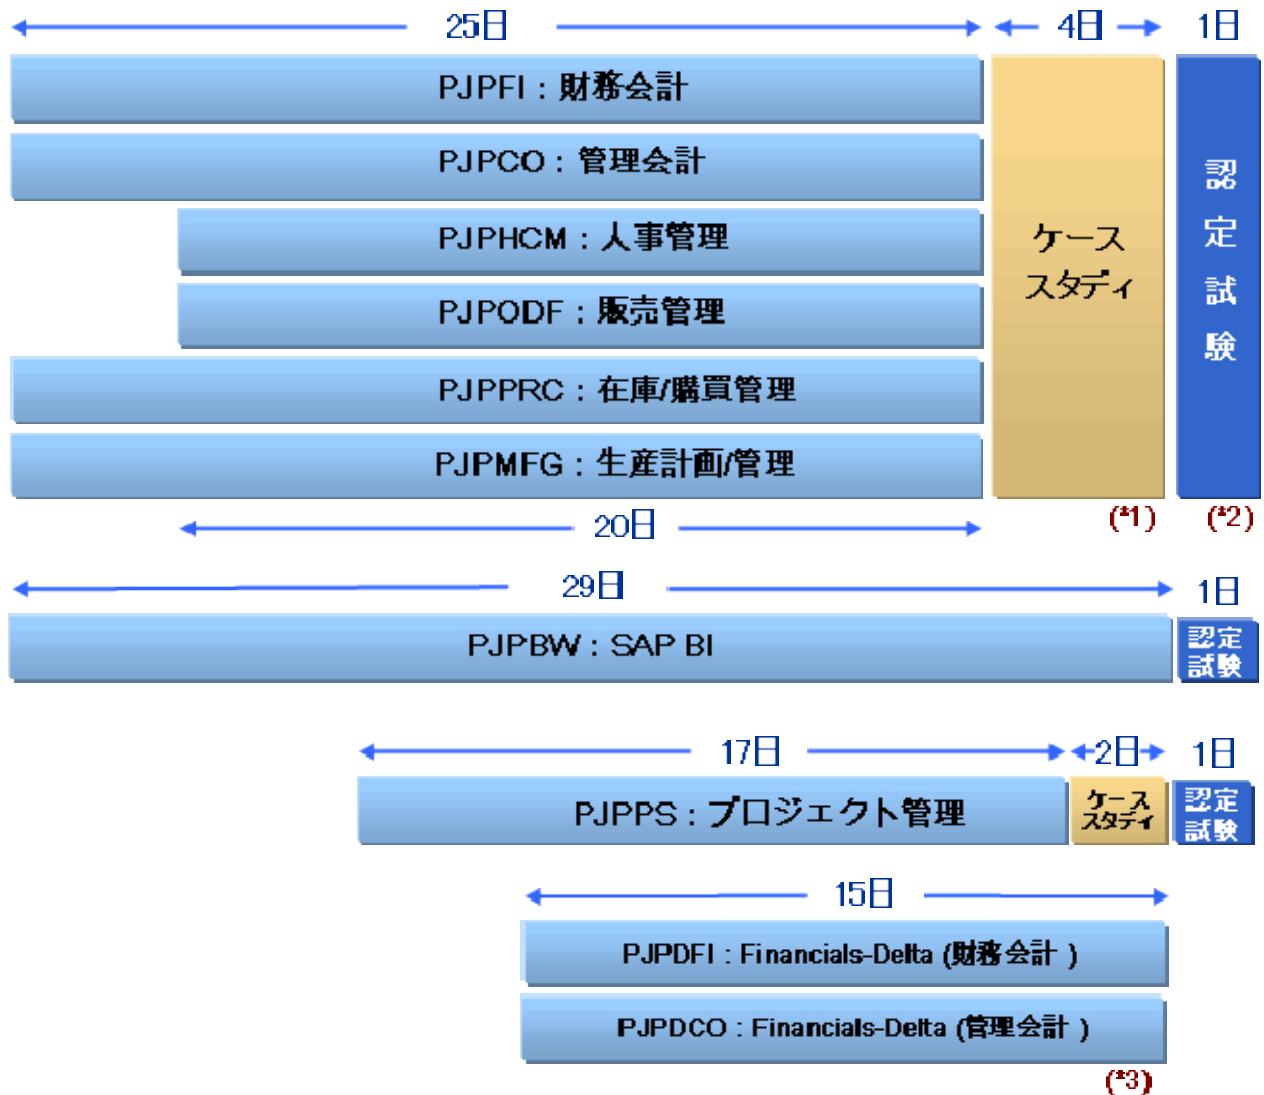 25日 4日 1日
PJPFI：財務会計
PJPCO：管理会計
PJPHCM：人事管理
PJPODF：販売管理
PJPPRC：在庫/購買管理
PJPMFG：生産計画/管理
ケース
スタディ
認
定
試
験
(*1) (*2)
20日
29日 1日
PJPBW：SAP BI
認定
試験
17日 2日 1日
PJPPS：プロジェクト管理
ケース
スタディ
認定
試験
15日
PJPDFI：Financials-Delta (財務会計 )
PJPDCO：Financials-Delta (管理会計 )
(*3)